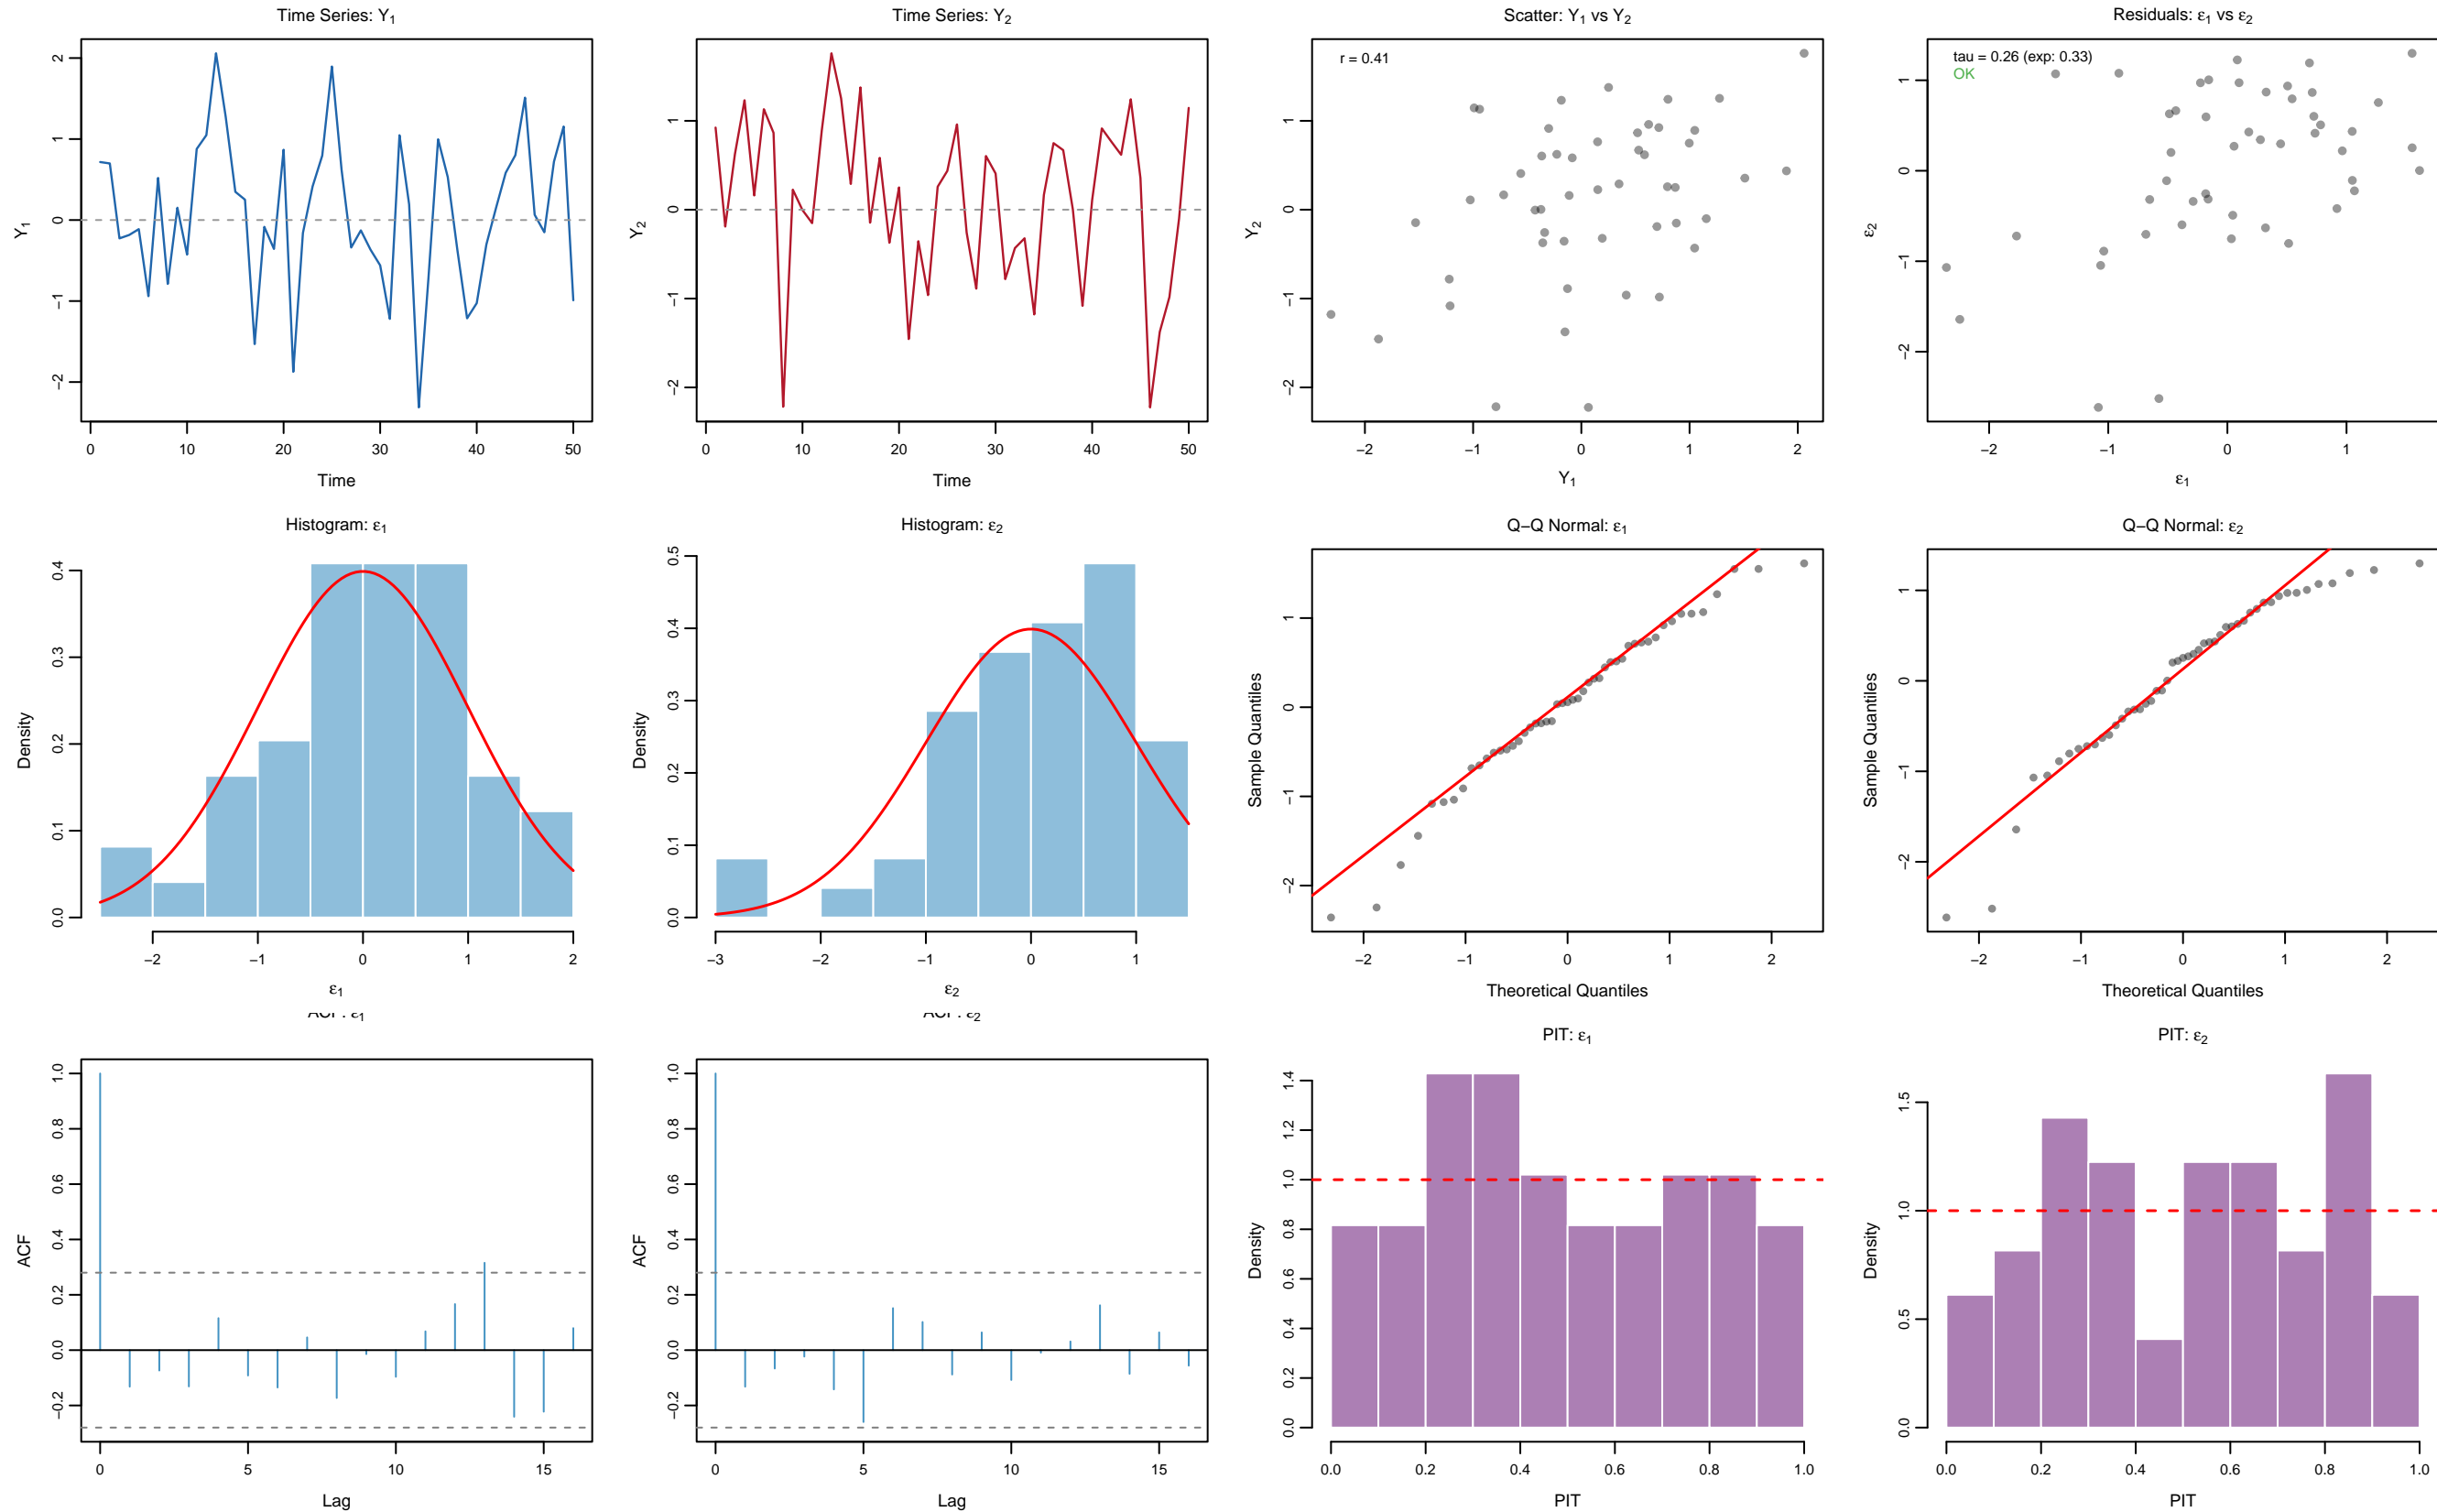 Time Series: Y₁
2
1
0
−1
−2
Y₁
0 10 20 30 40 50
Time
Time Series: Y₂
1
0
−1
−2
Y₂
0 10 20 30 40 50
Time
Scatter: Y₁ vs Y₂
r = 0.41
1
0
−1
−2
Y₂
−2 −1 0 1 2
Y₁
Residuals: ε₁ vs ε₂
tau = 0.26 (exp: 0.33)
OK
1
0
−1
−2
ε₂
−2 −1 0 1
ε₁
Histogram: ε₁
0.4
0.3
0.2
0.1
0.0
Density
−2 −1 0 1 2
ε₁
Histogram: ε₂
0.5
0.4
0.3
0.2
0.1
0.0
Density
−3 −2 −1 0 1
ε₂
Q−Q Normal: ε₁
1
0
−1
−2
Sample Quantiles
−2 −1 0 1 2
Theoretical Quantiles
Q−Q Normal: ε₂
1
0
−1
−2
Sample Quantiles
−2 −1 0 1 2
Theoretical Quantiles
ACF: ε₁
1.0
0.8
0.6
0.4
0.2
0.0
−0.2
ACF
0 5 10 15
Lag
ACF: ε₂
1.0
0.8
0.6
0.4
0.2
0.0
−0.2
ACF
0 5 10 15
Lag
PIT: ε₁
1.4
1.2
1.0
0.8
0.6
0.4
0.2
0.0
Density
0.0 0.2 0.4 0.6 0.8 1.0
PIT
PIT: ε₂
1.5
1.0
0.5
0.0
Density
0.0 0.2 0.4 0.6 0.8 1.0
PIT